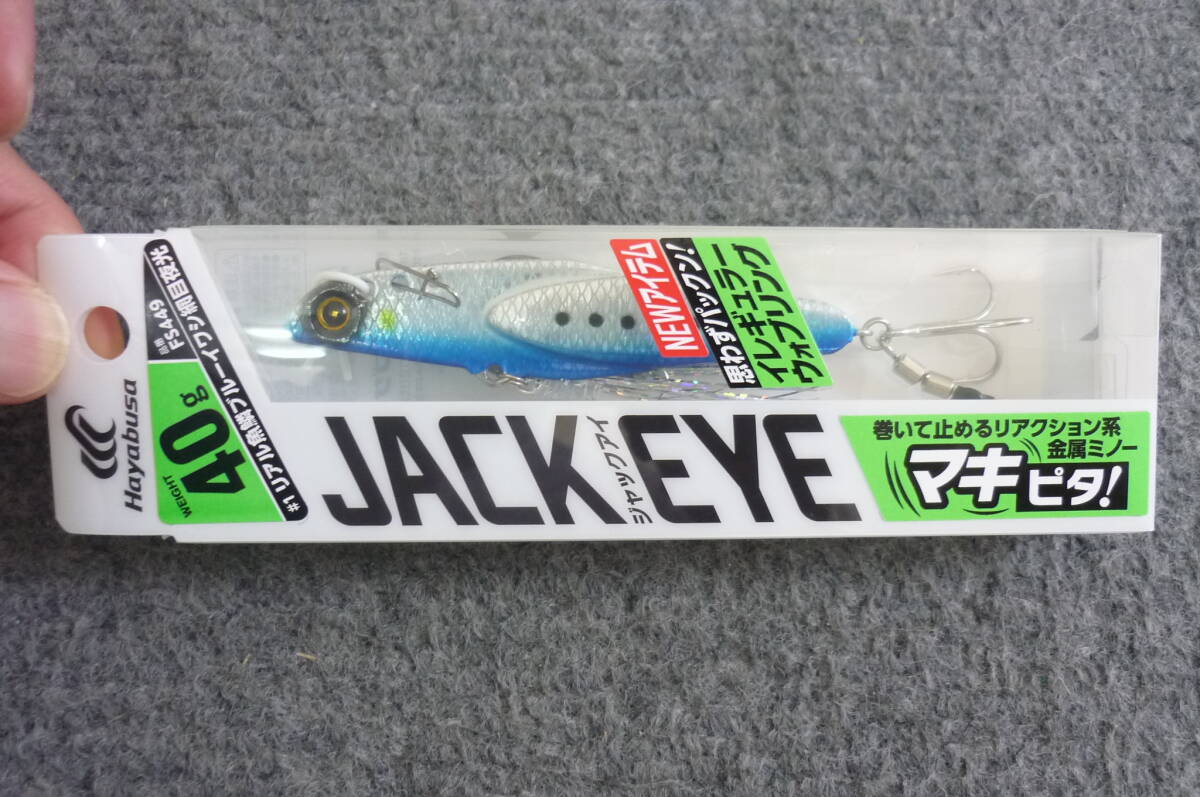 Hayabusa
WEIGHT
40g
品番 FS449
#1 リアル魚鱗ブルーイワシ網目夜光
NEWアイテム
思わずパックン!
イレギュラー
ウォブリング
JACK EYE
ジャックアイ
巻いて止めるリアクション系
金属ミノー
マキピタ!